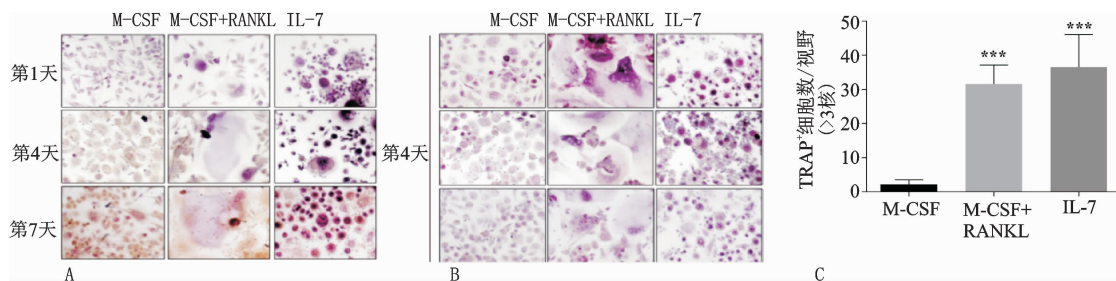 M-CSF M-CSF+RANKL IL-7
第1天
第4天
第7天
A
M-CSF M-CSF+RANKL IL-7
第4天
B
TRAP⁺细胞数/视野
(>3核)
50
40
30
20
10
0
***
***
M-CSF
M-CSF+
RANKL
IL-7
C